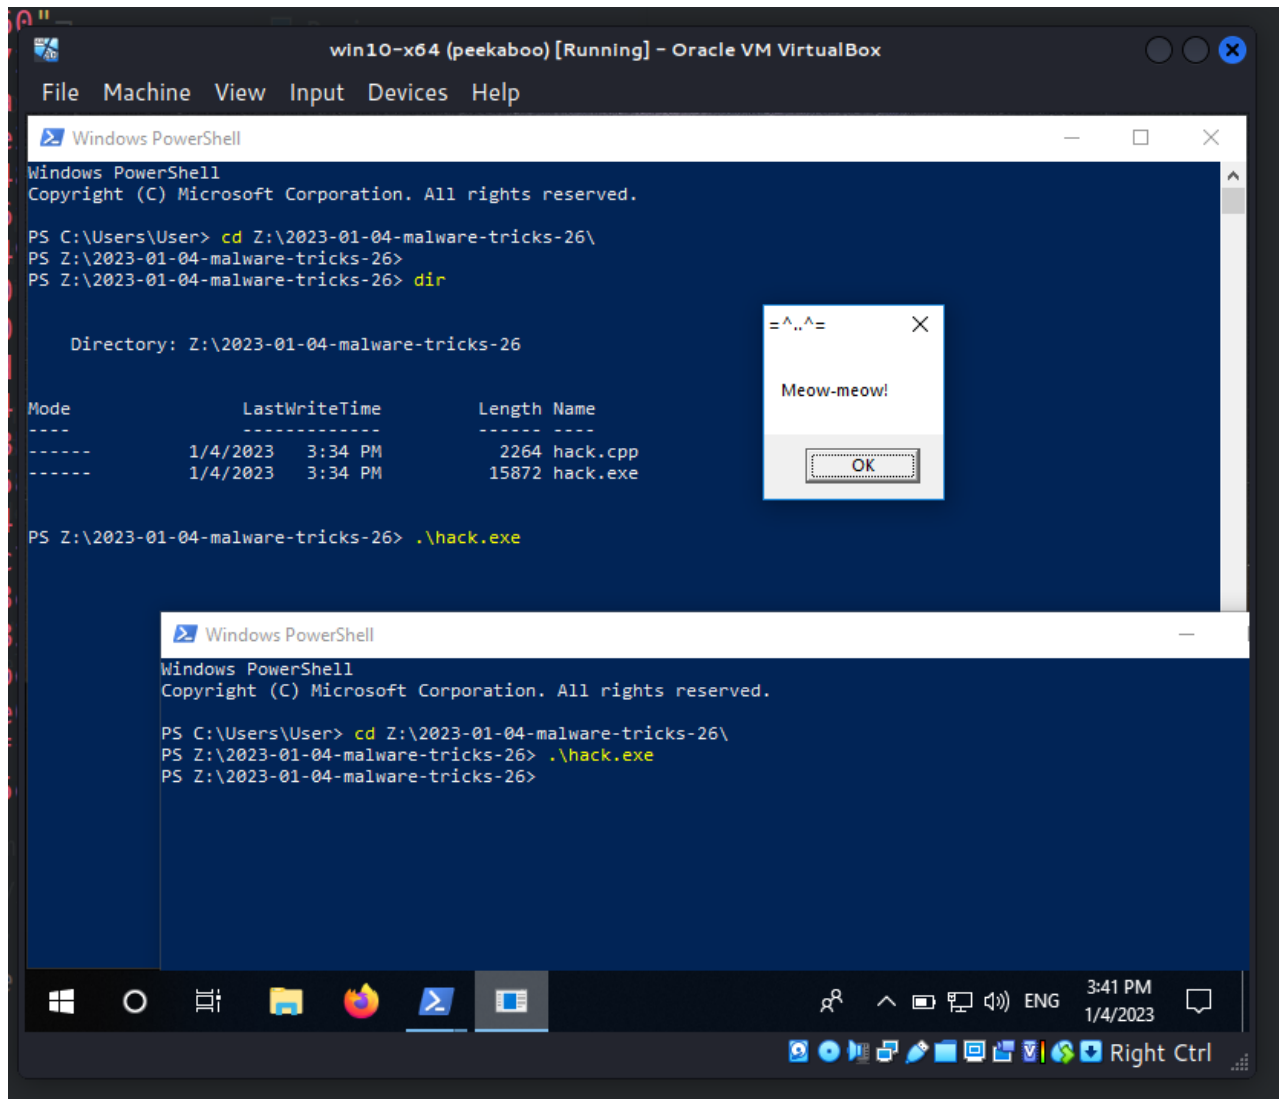 50"
win10-x64 (peekaboo) [Running] - Oracle VM VirtualBox
File Machine View Input Devices Help
Windows PowerShell
Windows PowerShell
Copyright (C) Microsoft Corporation. All rights reserved.
PS C:\Users\User> cd Z:\2023-01-04-malware-tricks-26\
PS Z:\2023-01-04-malware-tricks-26>
PS Z:\2023-01-04-malware-tricks-26> dir
Directory: Z:\2023-01-04-malware-tricks-26
Mode LastWriteTime Length Name
---- ------------- ------ ----
------ 1/4/2023 3:34 PM 2264 hack.cpp
------ 1/4/2023 3:34 PM 15872 hack.exe
PS Z:\2023-01-04-malware-tricks-26> .\hack.exe
=^..^=
Meow-meow!
OK
Windows PowerShell
Windows PowerShell
Copyright (C) Microsoft Corporation. All rights reserved.
PS C:\Users\User> cd Z:\2023-01-04-malware-tricks-26\
PS Z:\2023-01-04-malware-tricks-26> .\hack.exe
PS Z:\2023-01-04-malware-tricks-26>
ENG
3:41 PM
1/4/2023
Right Ctrl